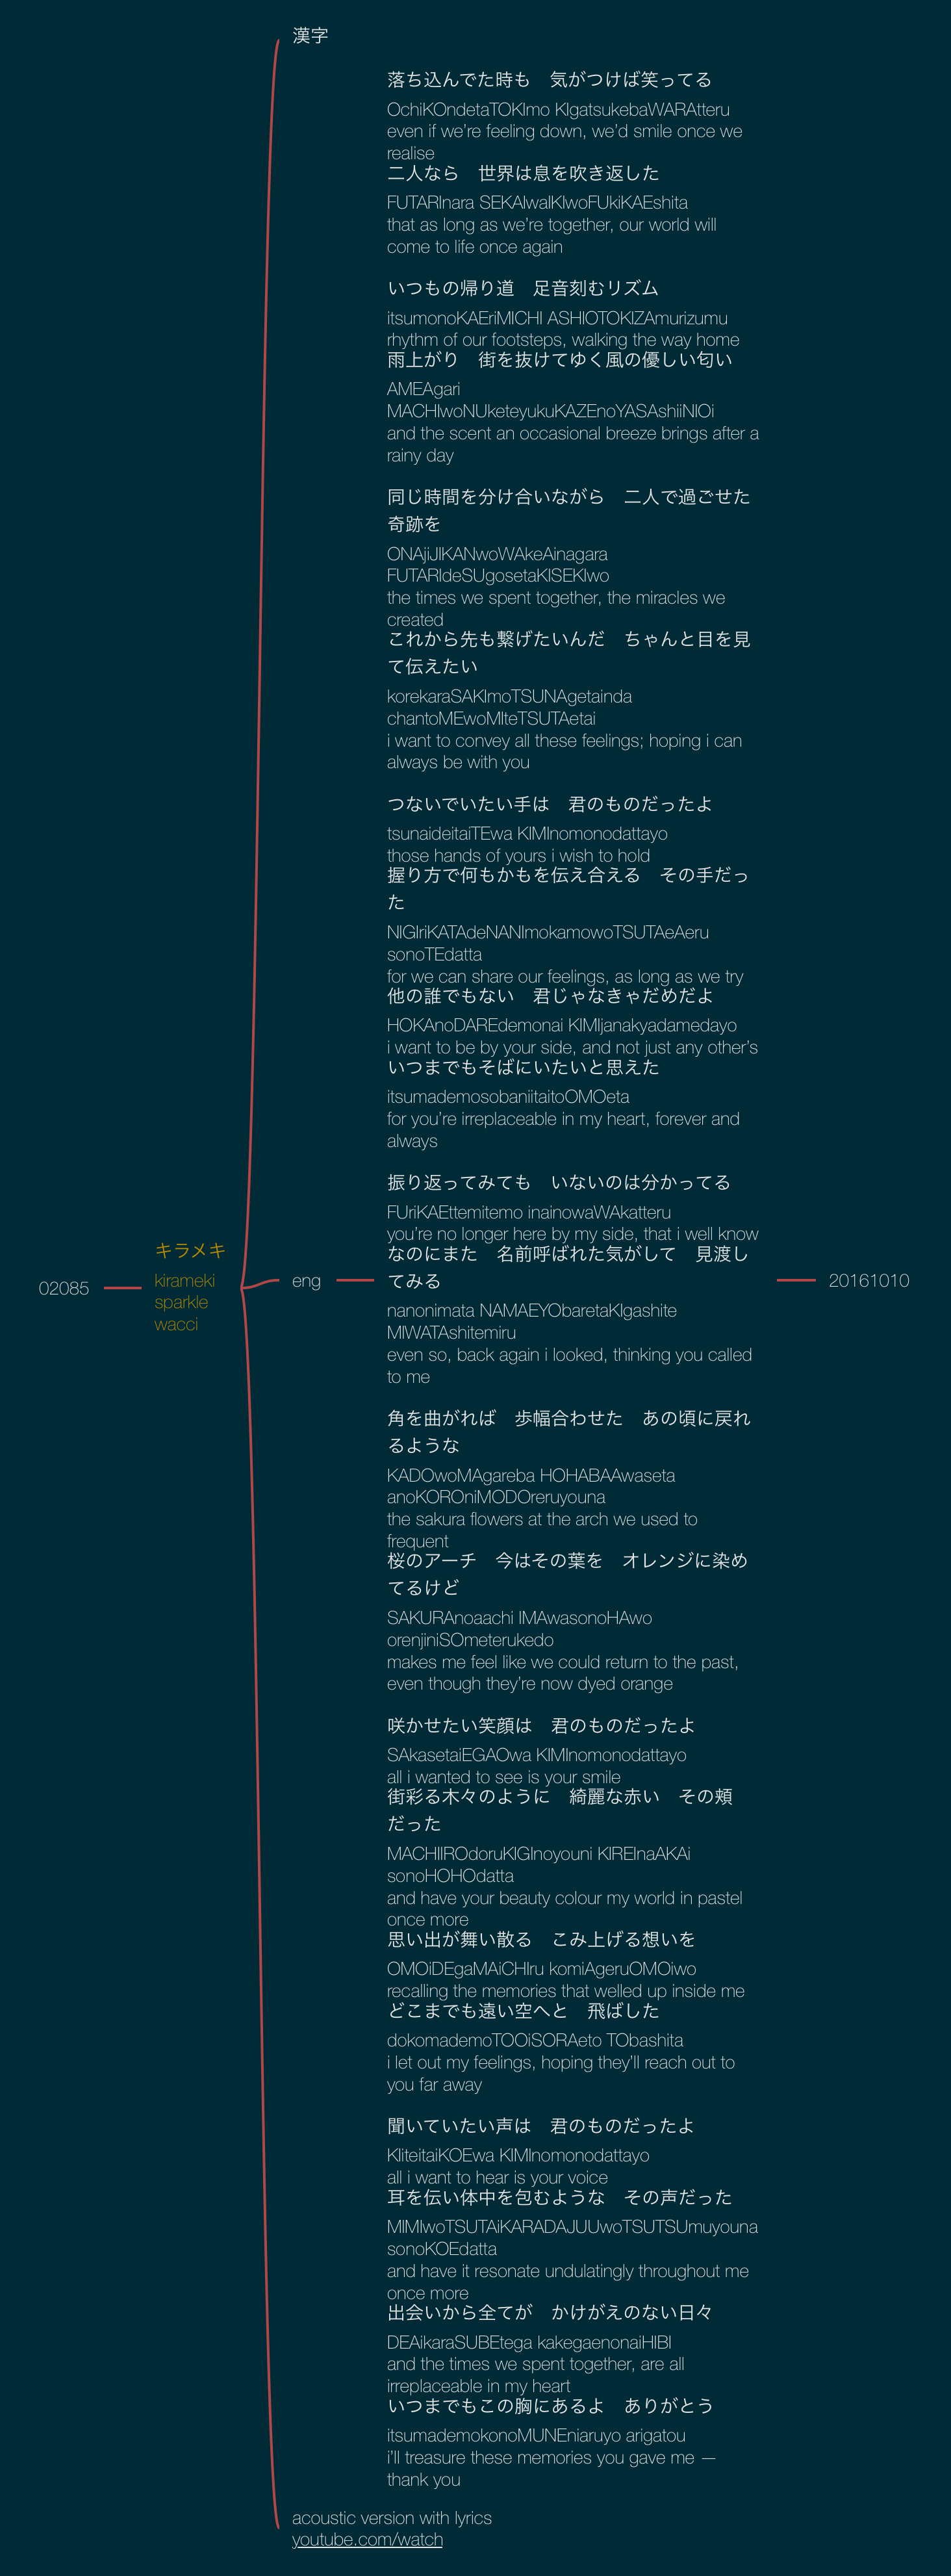 漢字
落ち込んでた時も　気がつけば笑ってる
OchiKOndetaTOKImo KIgatsukebaWARAtteru
even if we’re feeling down, we’d smile once we
realise
二人なら　世界は息を吹き返した
FUTARInara SEKAIwaIKIwoFUkiKAEshita
that as long as we’re together, our world will
come to life once again
いつもの帰り道　足音刻むリズム
itsumonoKAEriMICHI ASHIOTOKIZAmurizumu
rhythm of our footsteps, walking the way home
雨上がり　街を抜けてゆく風の優しい匂い
AMEAgari
MACHIwoNUketeyukuKAZEnoYASAshiiNIOi
and the scent an occasional breeze brings after a
rainy day
同じ時間を分け合いながら　二人で過ごせた
奇跡を
ONAjiJIKANwoWAkeAinagara
FUTARIdeSUgosetaKISEKIwo
the times we spent together, the miracles we
created
これから先も繋げたいんだ　ちゃんと目を見
て伝えたい
korekaraSAKImoTSUNAgetainda
chantoMEwoMIteTSUTAetai
i want to convey all these feelings; hoping i can
always be with you
つないでいたい手は　君のものだったよ
tsunaideitaiTEwa KIMInomonodattayo
those hands of yours i wish to hold
握り方で何もかもを伝え合える　その手だっ
た
NIGIriKATAdeNANImokamowoTSUTAeAeru
sonoTEdatta
for we can share our feelings, as long as we try
他の誰でもない　君じゃなきゃだめだよ
HOKAnoDAREdemonai KIMIjanakyadamedayo
i want to be by your side, and not just any other’s
いつまでもそばにいたいと思えた
itsumademosobaniitaitoOMOeta
for you’re irreplaceable in my heart, forever and
always
振り返ってみても　いないのは分かってる
FUriKAEttemitemo inainowaWAkatteru
you’re no longer here by my side, that i well know
なのにまた　名前呼ばれた気がして　見渡し
てみる
nanonimata NAMAEYObaretaKIgashite
MIWATAshitemiru
even so, back again i looked, thinking you called
to me
角を曲がれば　歩幅合わせた　あの頃に戻れ
るような
KADOwoMAgareba HOHABAAwaseta
anoKOROniMODOreruyouna
the sakura flowers at the arch we used to
frequent
桜のアーチ　今はその葉を　オレンジに染め
てるけど
SAKURAnoaachi IMAwasonoHAwo
orenjiniSOmeterukedo
makes me feel like we could return to the past,
even though they’re now dyed orange
咲かせたい笑顔は　君のものだったよ
SAkasetaiEGAOwa KIMInomonodattayo
all i wanted to see is your smile
街彩る木々のように　綺麗な赤い　その頬
だった
MACHIIROdoruKIGInoyouni KIREInaAKAi
sonoHOHOdatta
and have your beauty colour my world in pastel
once more
思い出が舞い散る　こみ上げる想いを
OMOiDEgaMAiCHIru komiAgeruOMOiwo
recalling the memories that welled up inside me
どこまでも遠い空へと　飛ばした
dokomademoTOOiSORAeto TObashita
i let out my feelings, hoping they’ll reach out to
you far away
聞いていたい声は　君のものだったよ
KIiteitaiKOEwa KIMInomonodattayo
all i want to hear is your voice
耳を伝い体中を包むような　その声だった
MIMIwoTSUTAiKARADAJUUwoTSUTSUmuyouna
sonoKOEdatta
and have it resonate undulatingly throughout me
once more
出会いから全てが　かけがえのない日々
DEAikaraSUBEtega kakegaenonaiHIBI
and the times we spent together, are all
irreplaceable in my heart
いつまでもこの胸にあるよ　ありがとう
itsumademokonoMUNEniaruyo arigatou
i’ll treasure these memories you gave me —
thank you
02085
キラメキ
kirameki
sparkle
wacci
eng
20161010
acoustic version with lyrics
youtube.com/watch